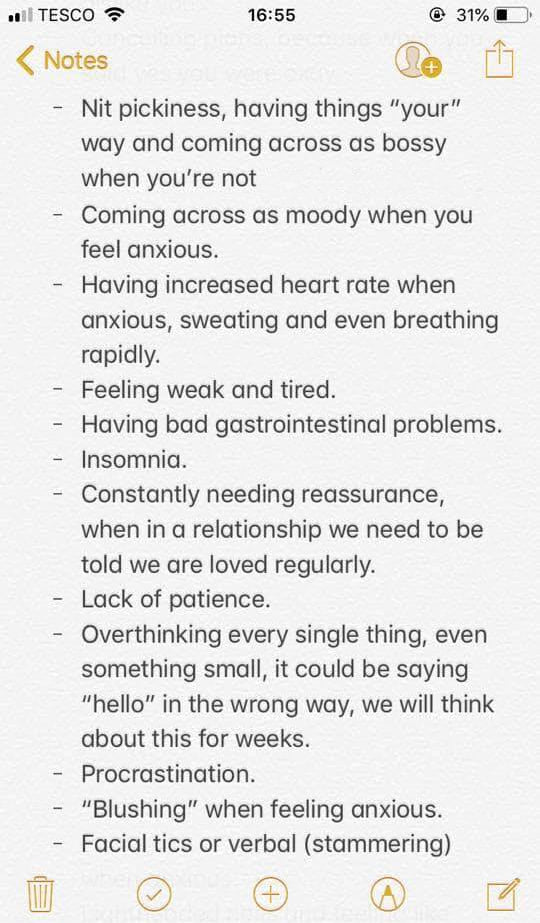 TESCO 16:55 31%
Notes
- Nit pickiness, having things “your”
way and coming across as bossy
when you’re not
- Coming across as moody when you
feel anxious.
- Having increased heart rate when
anxious, sweating and even breathing
rapidly.
- Feeling weak and tired.
- Having bad gastrointestinal problems.
- Insomnia.
- Constantly needing reassurance,
when in a relationship we need to be
told we are loved regularly.
- Lack of patience.
- Overthinking every single thing, even
something small, it could be saying
“hello” in the wrong way, we will think
about this for weeks.
- Procrastination.
- “Blushing” when feeling anxious.
- Facial tics or verbal (stammering)
when anxious.